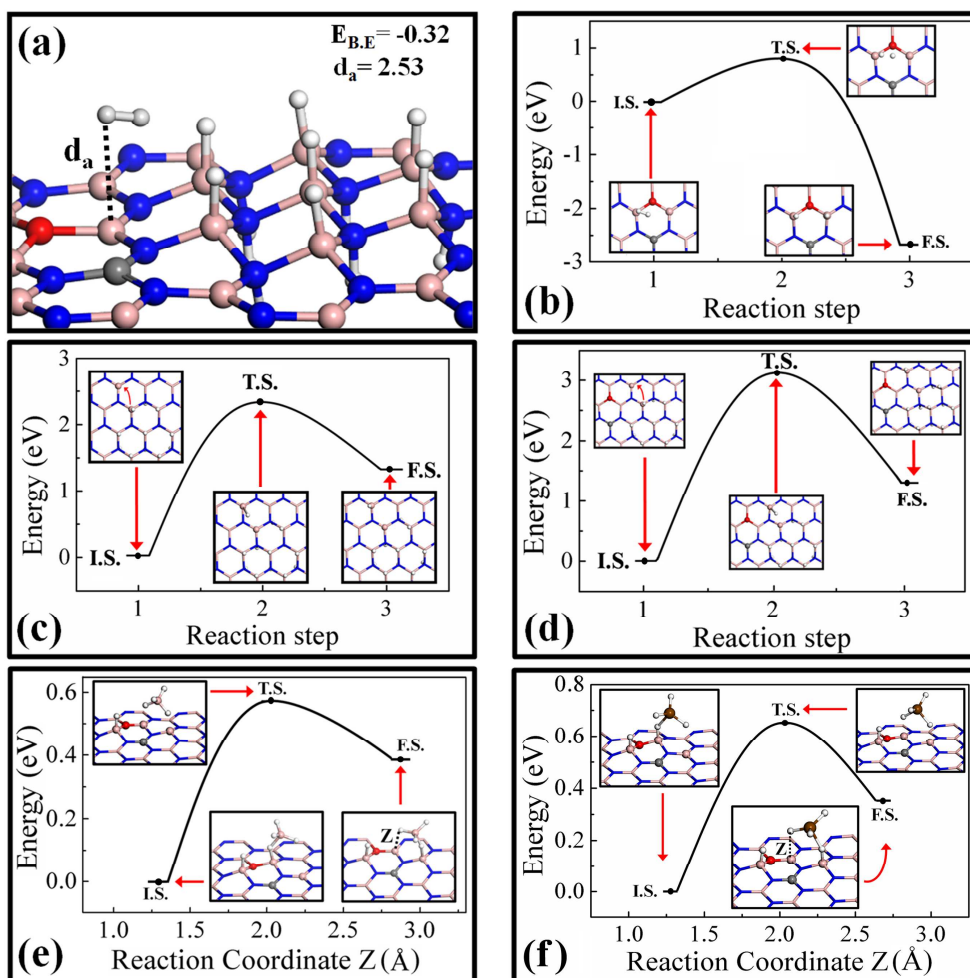 (a)
E_B.E = -0.32
d_a = 2.53
d_a
(b)
Energy (eV)
1
0
-1
-2
-3
I.S.
T.S.
F.S.
1 2 3
Reaction step
(c)
Energy (eV)
3
2
1
0
I.S.
T.S.
F.S.
1 2 3
Reaction step
(d)
Energy (eV)
3
2
1
0
I.S.
T.S.
F.S.
1 2 3
Reaction step
(e)
Energy (eV)
0.6
0.4
0.2
0.0
I.S.
T.S.
F.S.
Z
1.0 1.5 2.0 2.5 3.0
Reaction Coordinate Z (Å)
(f)
Energy (eV)
0.8
0.6
0.4
0.2
0.0
I.S.
T.S.
F.S.
Z
1.0 1.5 2.0 2.5 3.0
Reaction Coordinate Z (Å)